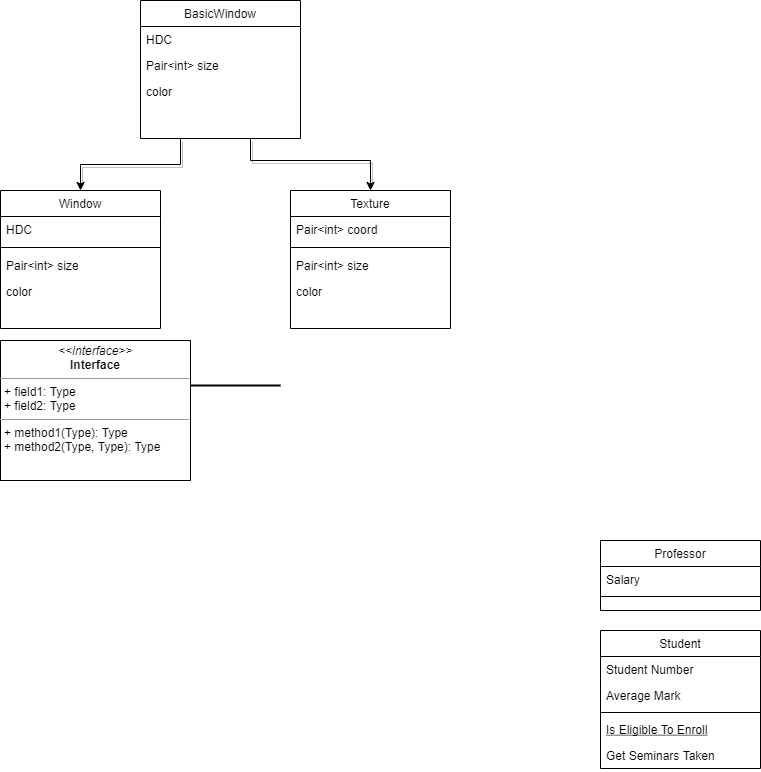 BasicWindow
HDC
Pair<int> size
color
Window
HDC
Pair<int> size
color
Texture
Pair<int> coord
Pair<int> size
color
<<Interface>>
Interface
+ field1: Type
+ field2: Type
+ method1(Type): Type
+ method2(Type, Type): Type
Professor
Salary
Student
Student Number
Average Mark
Is Eligible To Enroll
Get Seminars Taken